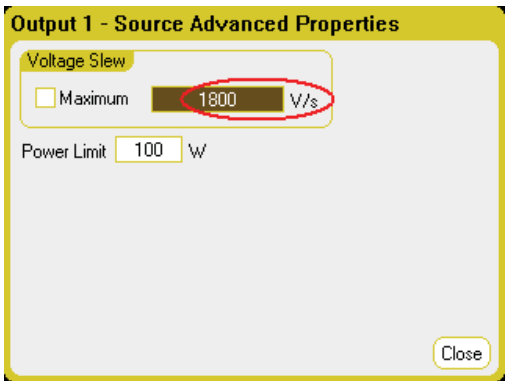 Output 1 - Source Advanced Properties
Voltage Slew
Maximum 1800 V/s
Power Limit 100 W
Close